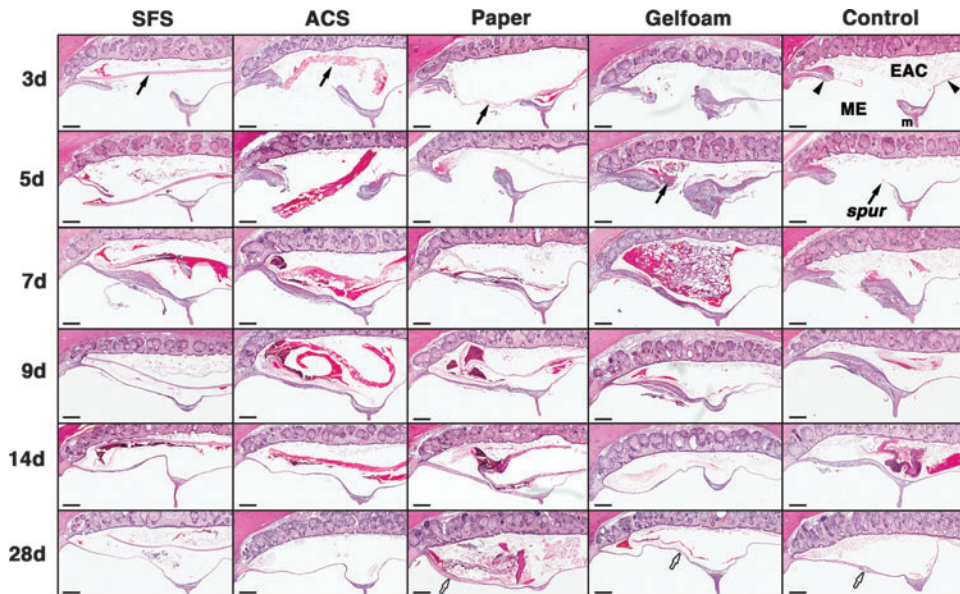 SFS ACS Paper Gelfoam Control
3d
EAC
ME
m
5d
spur
7d
9d
14d
28d